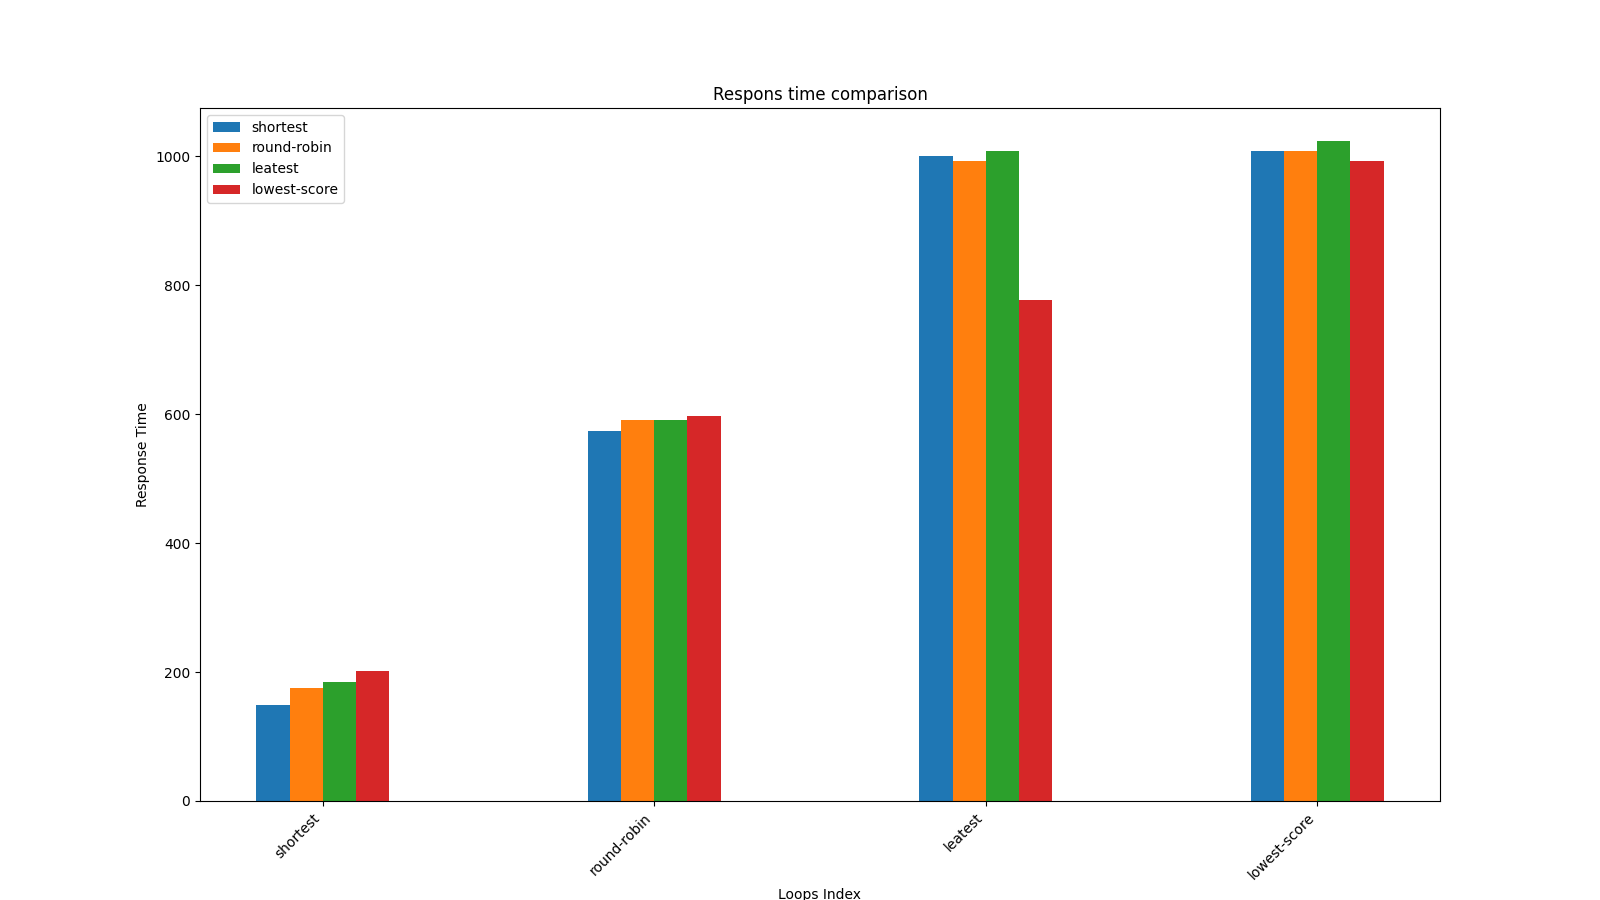 Respons time comparison
shortest
round-robin
leatest
lowest-score
1000
800
600
400
200
0
Response Time
shortest
round-robin
leatest
lowest-score
Loops Index